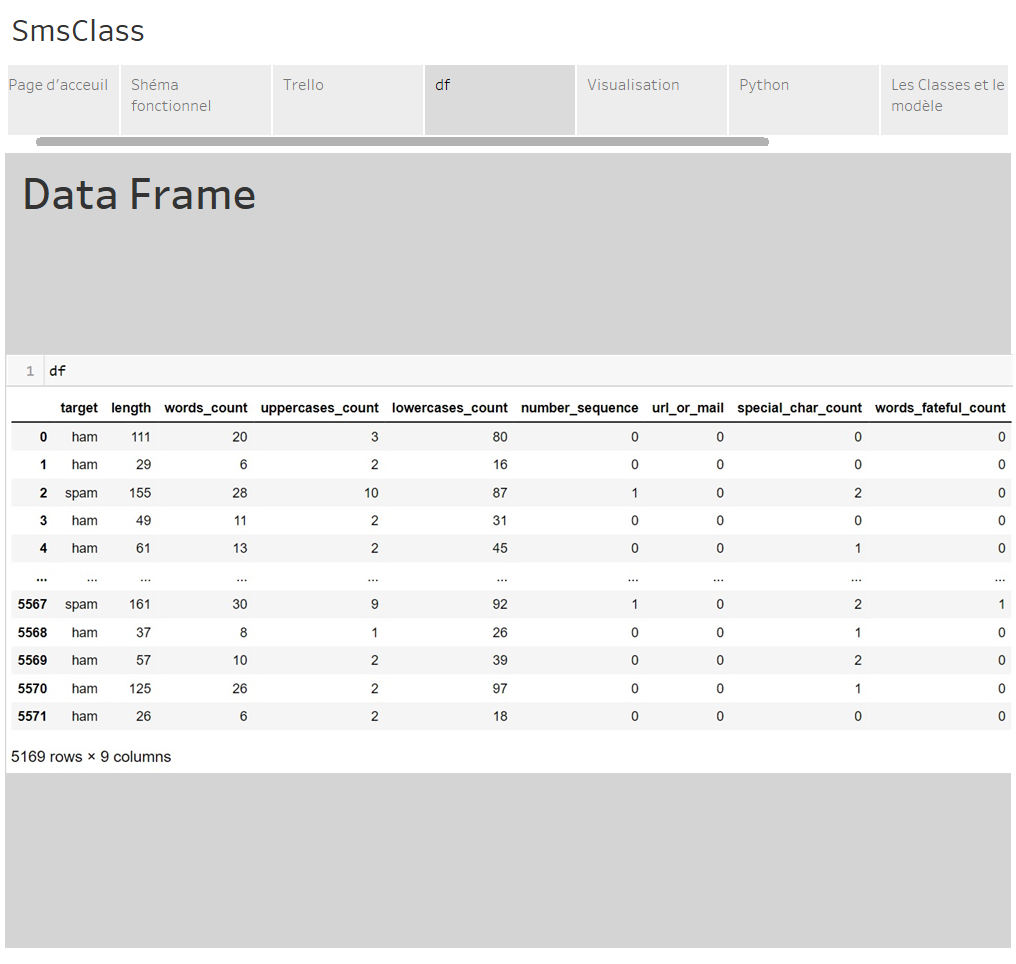 SmsClass
Page d’acceuil Shéma fonctionnel Trello df Visualisation Python Les Classes et le modèle
Data Frame
1 df
target length words_count uppercases_count lowercases_count number_sequence url_or_mail special_char_count words_fateful_count
0 ham 111 20 3 80 0 0 0 0
1 ham 29 6 2 16 0 0 0 0
2 spam 155 28 10 87 1 0 2 0
3 ham 49 11 2 31 0 0 0 0
4 ham 61 13 2 45 0 0 1 0
... ... ... ... ... ... ... ... ... ...
5567 spam 161 30 9 92 1 0 2 1
5568 ham 37 8 1 26 0 0 1 0
5569 ham 57 10 2 39 0 0 2 0
5570 ham 125 26 2 97 0 0 1 0
5571 ham 26 6 2 18 0 0 0 0
5169 rows × 9 columns